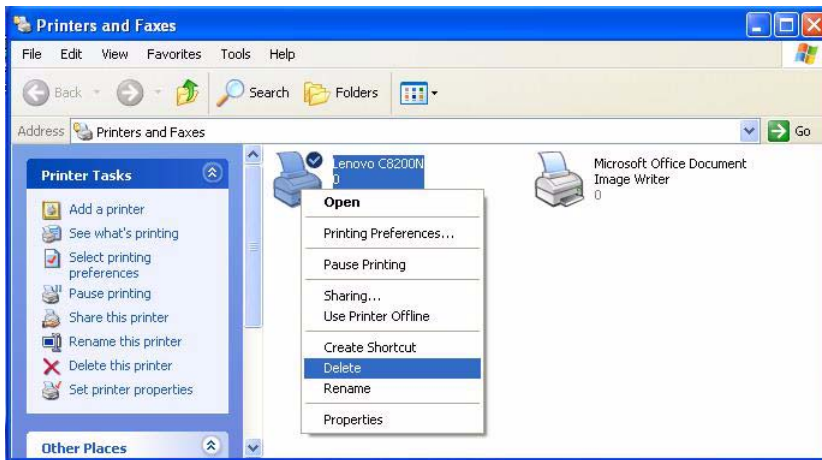 Printers and Faxes
File Edit View Favorites Tools Help
Back Search Folders
Address Printers and Faxes Go
Printer Tasks
Add a printer
See what's printing
Select printing
preferences
Pause printing
Share this printer
Rename this printer
Delete this printer
Set printer properties
Other Places
Lenovo C8200N
0
Open
Printing Preferences...
Pause Printing
Sharing...
Use Printer Offline
Create Shortcut
Delete
Rename
Properties
Microsoft Office Document
Image Writer
0